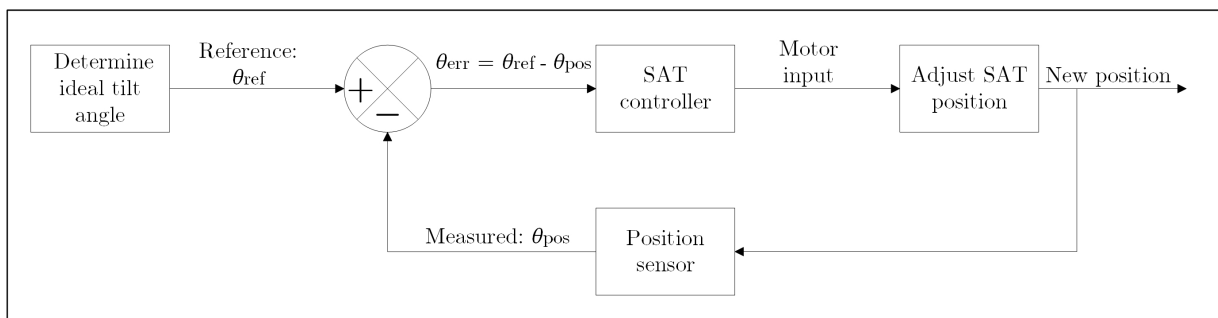 Determine
ideal tilt
angle
Reference:
θref
+
−
θerr = θref - θpos
SAT
controller
Motor
input
Adjust SAT
position
New position
Measured: θpos
Position
sensor